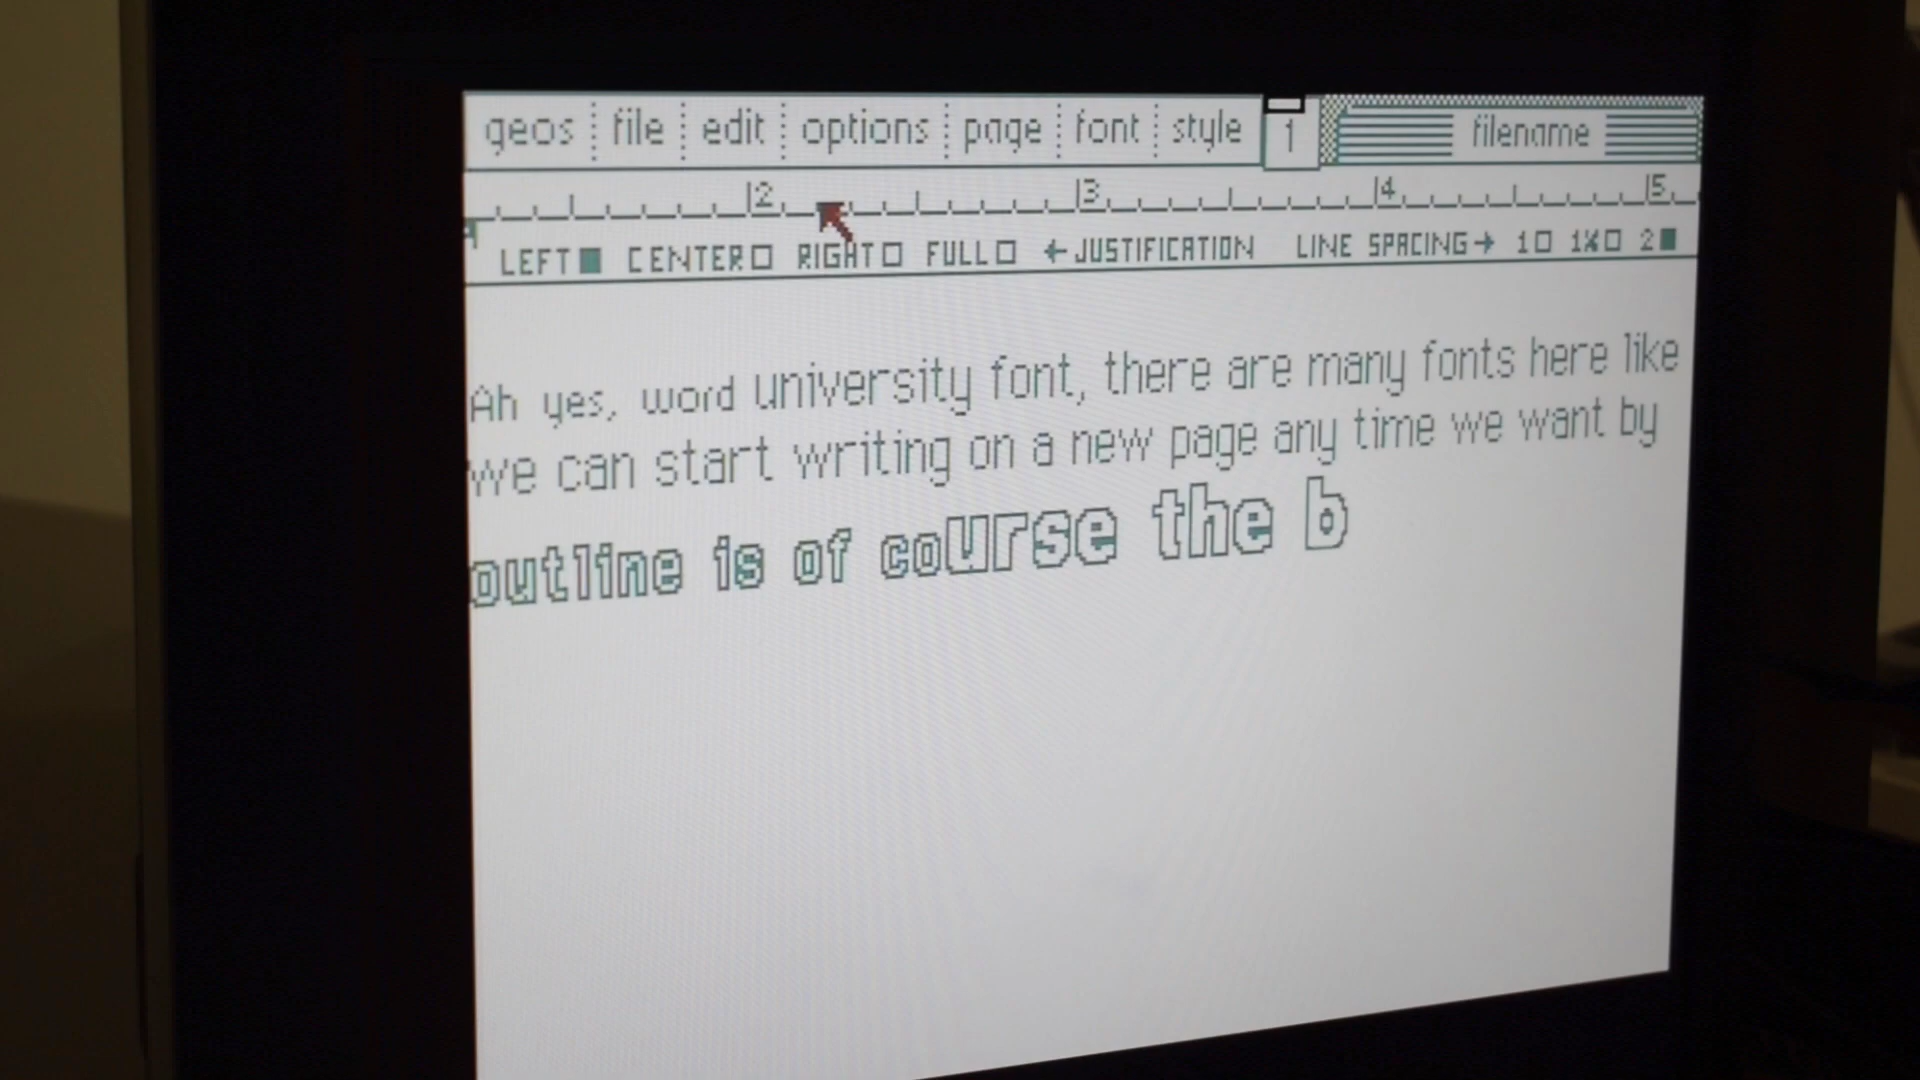 geos file edit options page font style 1 filename
2 3 4 5
LEFT CENTER RIGHT FULL ←JUSTIFICATION LINE SPACING→ 1 1½ 2
Ah yes, word university font, there are many fonts here like
we can start writing on a new page any time we want by
outline is of course the b